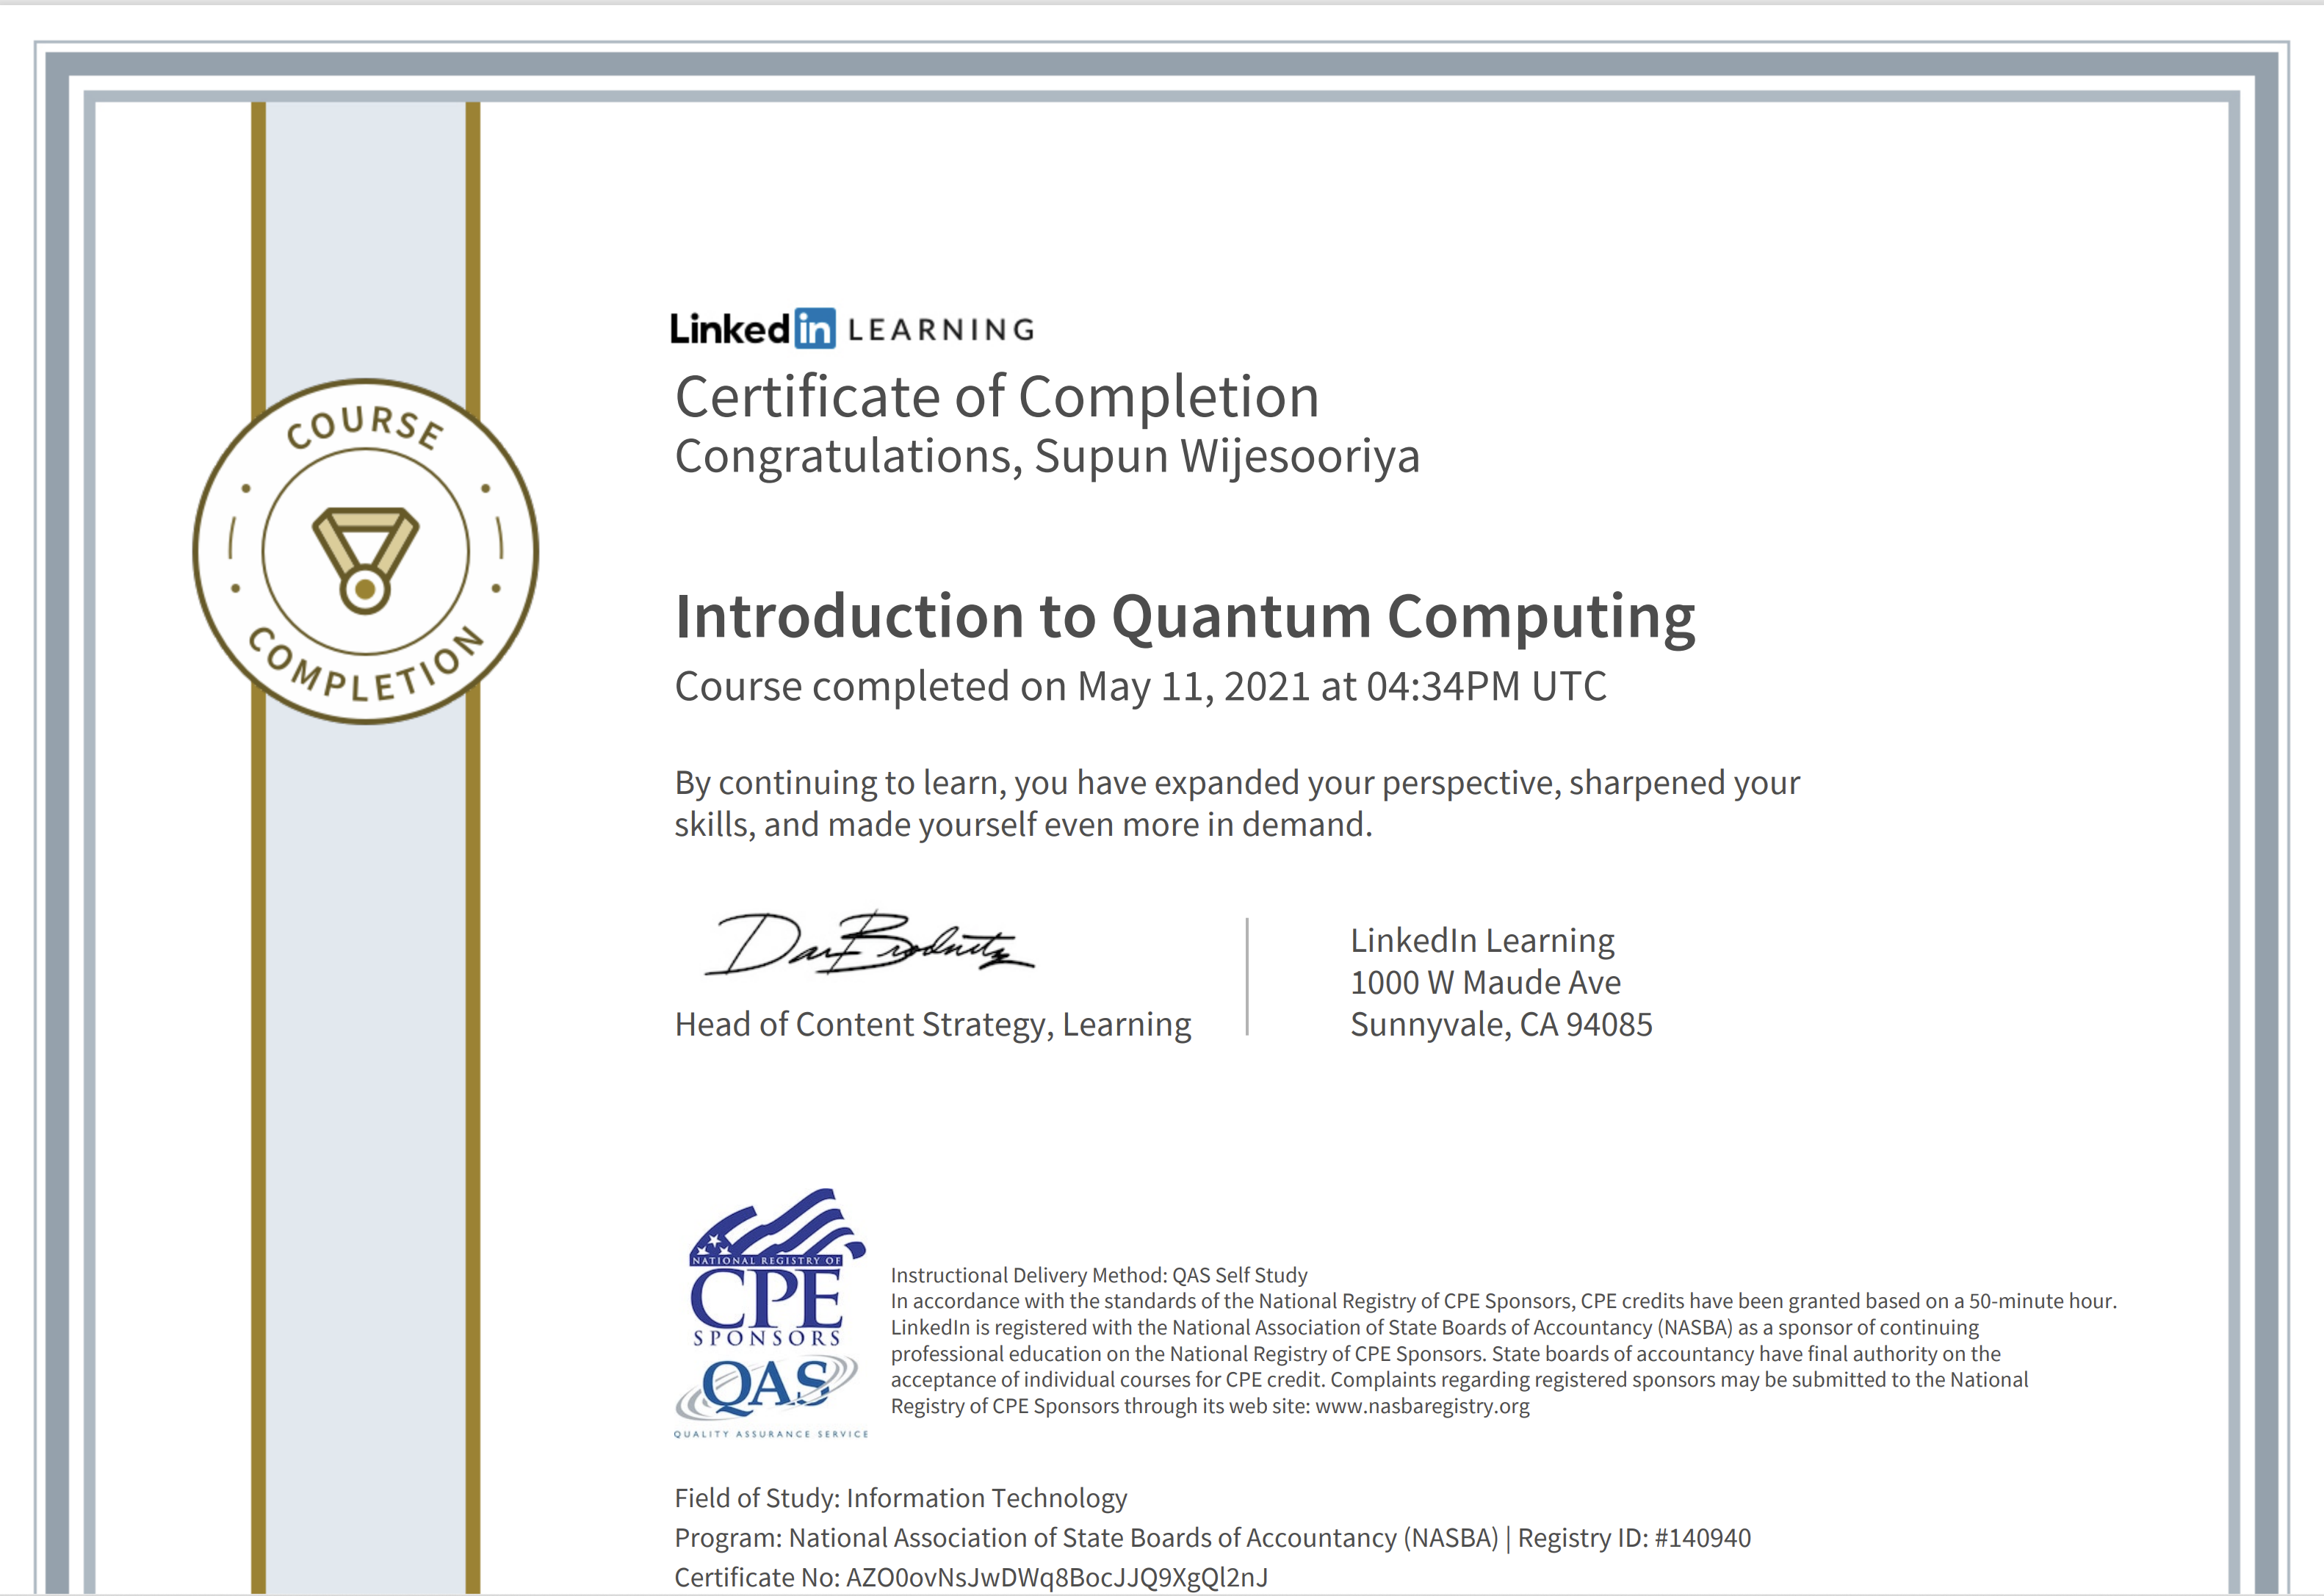 COURSE
COMPLETION
Linkedin LEARNING
Certificate of Completion
Congratulations, Supun Wijesooriya
Introduction to Quantum Computing
Course completed on May 11, 2021 at 04:34PM UTC
By continuing to learn, you have expanded your perspective, sharpened your
skills, and made yourself even more in demand.
Dan Brodnitz
Head of Content Strategy, Learning
LinkedIn Learning
1000 W Maude Ave
Sunnyvale, CA 94085
NATIONAL REGISTRY OF
CPE
SPONSORS
QAS
QUALITY ASSURANCE SERVICE
Instructional Delivery Method: QAS Self Study
In accordance with the standards of the National Registry of CPE Sponsors, CPE credits have been granted based on a 50-minute hour.
LinkedIn is registered with the National Association of State Boards of Accountancy (NASBA) as a sponsor of continuing
professional education on the National Registry of CPE Sponsors. State boards of accountancy have final authority on the
acceptance of individual courses for CPE credit. Complaints regarding registered sponsors may be submitted to the National
Registry of CPE Sponsors through its web site: www.nasbaregistry.org
Field of Study: Information Technology
Program: National Association of State Boards of Accountancy (NASBA) | Registry ID: #140940
Certificate No: AZO0ovNsJwDWq8BocJJQ9XgQl2nJ